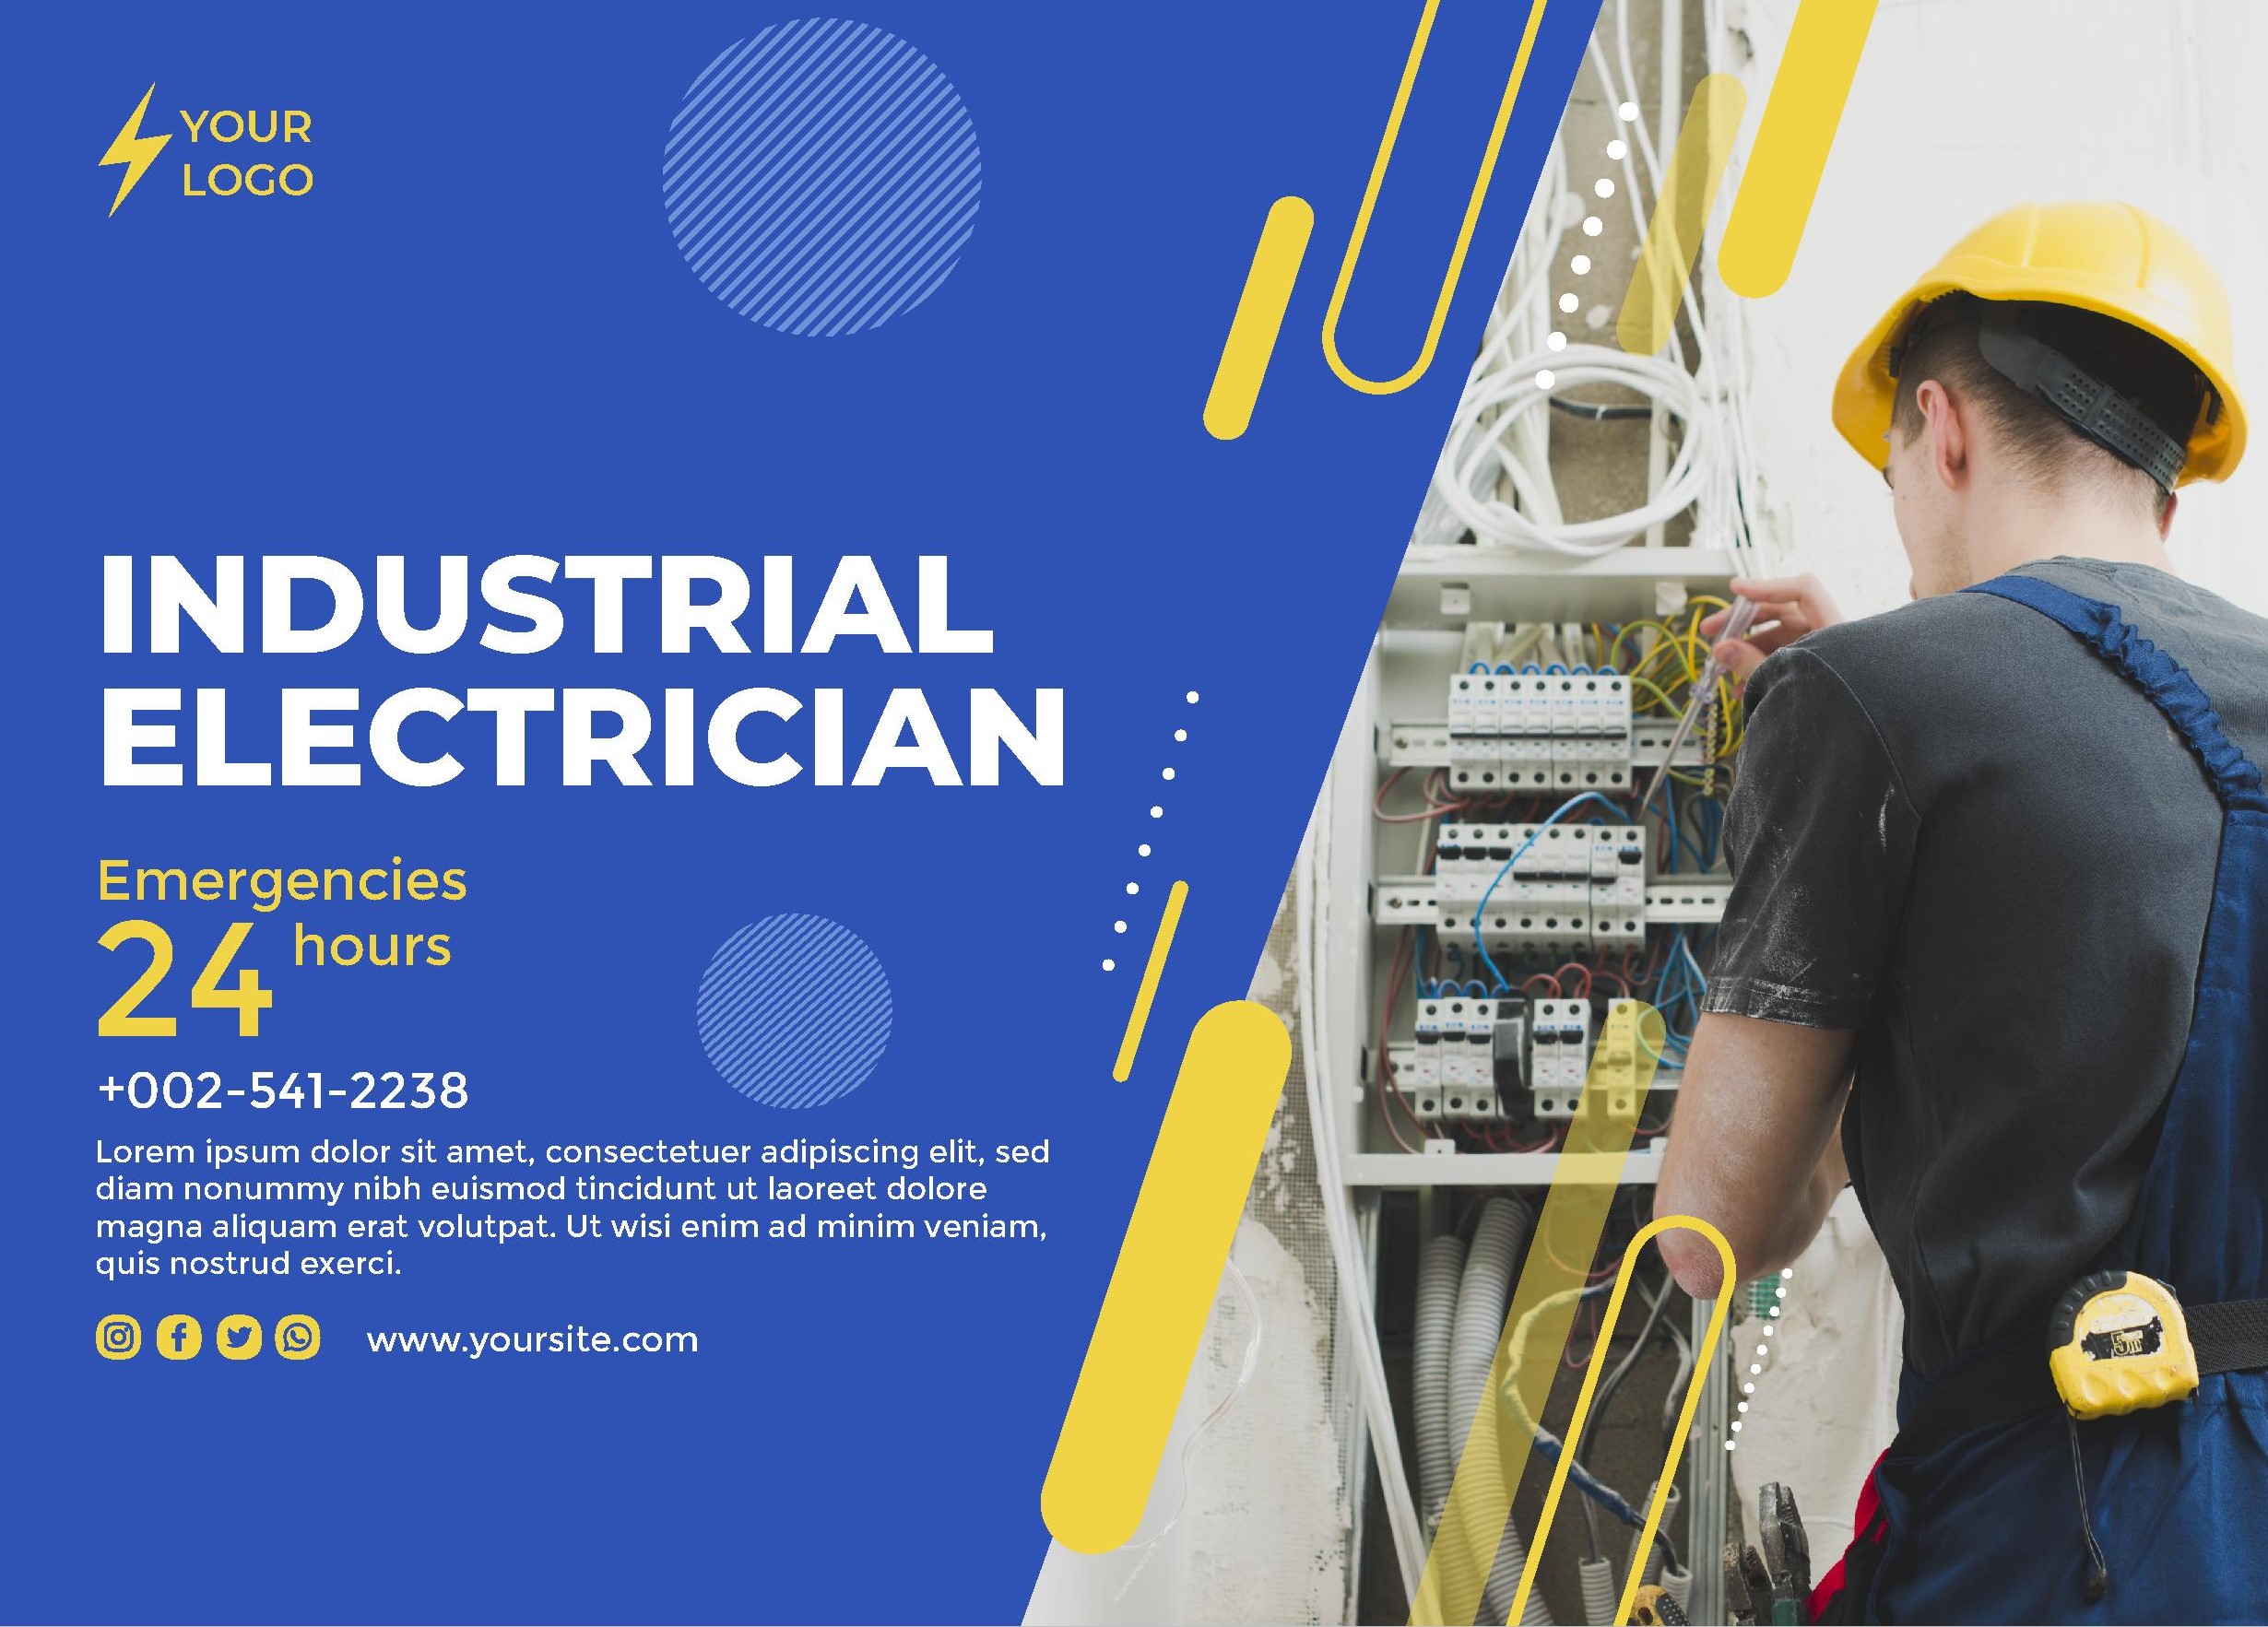 YOUR
LOGO
INDUSTRIAL
ELECTRICIAN
Emergencies
24 hours
+002-541-2238
Lorem ipsum dolor sit amet, consectetuer adipiscing elit, sed
diam nonummy nibh euismod tincidunt ut laoreet dolore
magna aliquam erat volutpat. Ut wisi enim ad minim veniam,
quis nostrud exerci.
www.yoursite.com
5m